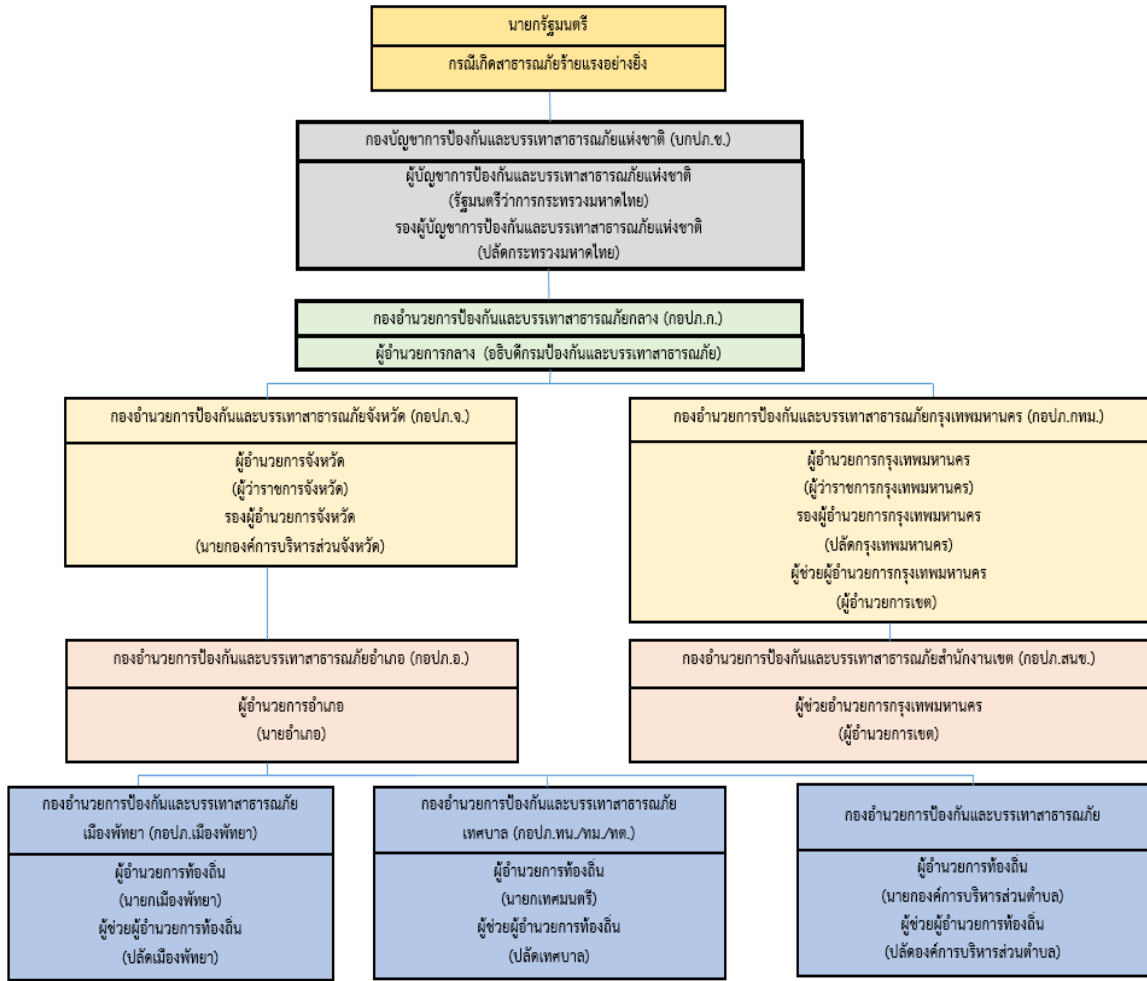 นายกรัฐมนตรี
กรณีเกิดสาธารณภัยร้ายแรงอย่างยิ่ง
กองบัญชาการป้องกันและบรรเทาสาธารณภัยแห่งชาติ (บกปภ.ช.)
ผู้บัญชาการป้องกันและบรรเทาสาธารณภัยแห่งชาติ
(รัฐมนตรีว่าการกระทรวงมหาดไทย)
รองผู้บัญชาการป้องกันและบรรเทาสาธารณภัยแห่งชาติ
(ปลัดกระทรวงมหาดไทย)
กองอำนวยการป้องกันและบรรเทาสาธารณภัยกลาง (กอปภ.ก.)
ผู้อำนวยการกลาง (อธิบดีกรมป้องกันและบรรเทาสาธารณภัย)
กองอำนวยการป้องกันและบรรเทาสาธารณภัยจังหวัด (กอปภ.จ.)
ผู้อำนวยการจังหวัด
(ผู้ว่าราชการจังหวัด)
รองผู้อำนวยการจังหวัด
(นายกองค์การบริหารส่วนจังหวัด)
กองอำนวยการป้องกันและบรรเทาสาธารณภัยกรุงเทพมหานคร (กอปภ.กทม.)
ผู้อำนวยการกรุงเทพมหานคร
(ผู้ว่าราชการกรุงเทพมหานคร)
รองผู้อำนวยการกรุงเทพมหานคร
(ปลัดกรุงเทพมหานคร)
ผู้ช่วยผู้อำนวยการกรุงเทพมหานคร
(ผู้อำนวยการเขต)
กองอำนวยการป้องกันและบรรเทาสาธารณภัยอำเภอ (กอปภ.อ.)
ผู้อำนวยการอำเภอ
(นายอำเภอ)
กองอำนวยการป้องกันและบรรเทาสาธารณภัยสำนักงานเขต (กอปภ.สนข.)
ผู้ช่วยอำนวยการกรุงเทพมหานคร
(ผู้อำนวยการเขต)
กองอำนวยการป้องกันและบรรเทาสาธารณภัย
เมืองพัทยา (กอปภ.เมืองพัทยา)
ผู้อำนวยการท้องถิ่น
(นายกเมืองพัทยา)
ผู้ช่วยผู้อำนวยการท้องถิ่น
(ปลัดเมืองพัทยา)
กองอำนวยการป้องกันและบรรเทาสาธารณภัย
เทศบาล (กอปภ.ทน./ทม./ทต.)
ผู้อำนวยการท้องถิ่น
(นายกเทศมนตรี)
ผู้ช่วยผู้อำนวยการท้องถิ่น
(ปลัดเทศบาล)
กองอำนวยการป้องกันและบรรเทาสาธารณภัย
ผู้อำนวยการท้องถิ่น
(นายกองค์การบริหารส่วนตำบล)
ผู้ช่วยผู้อำนวยการท้องถิ่น
(ปลัดองค์การบริหารส่วนตำบล)